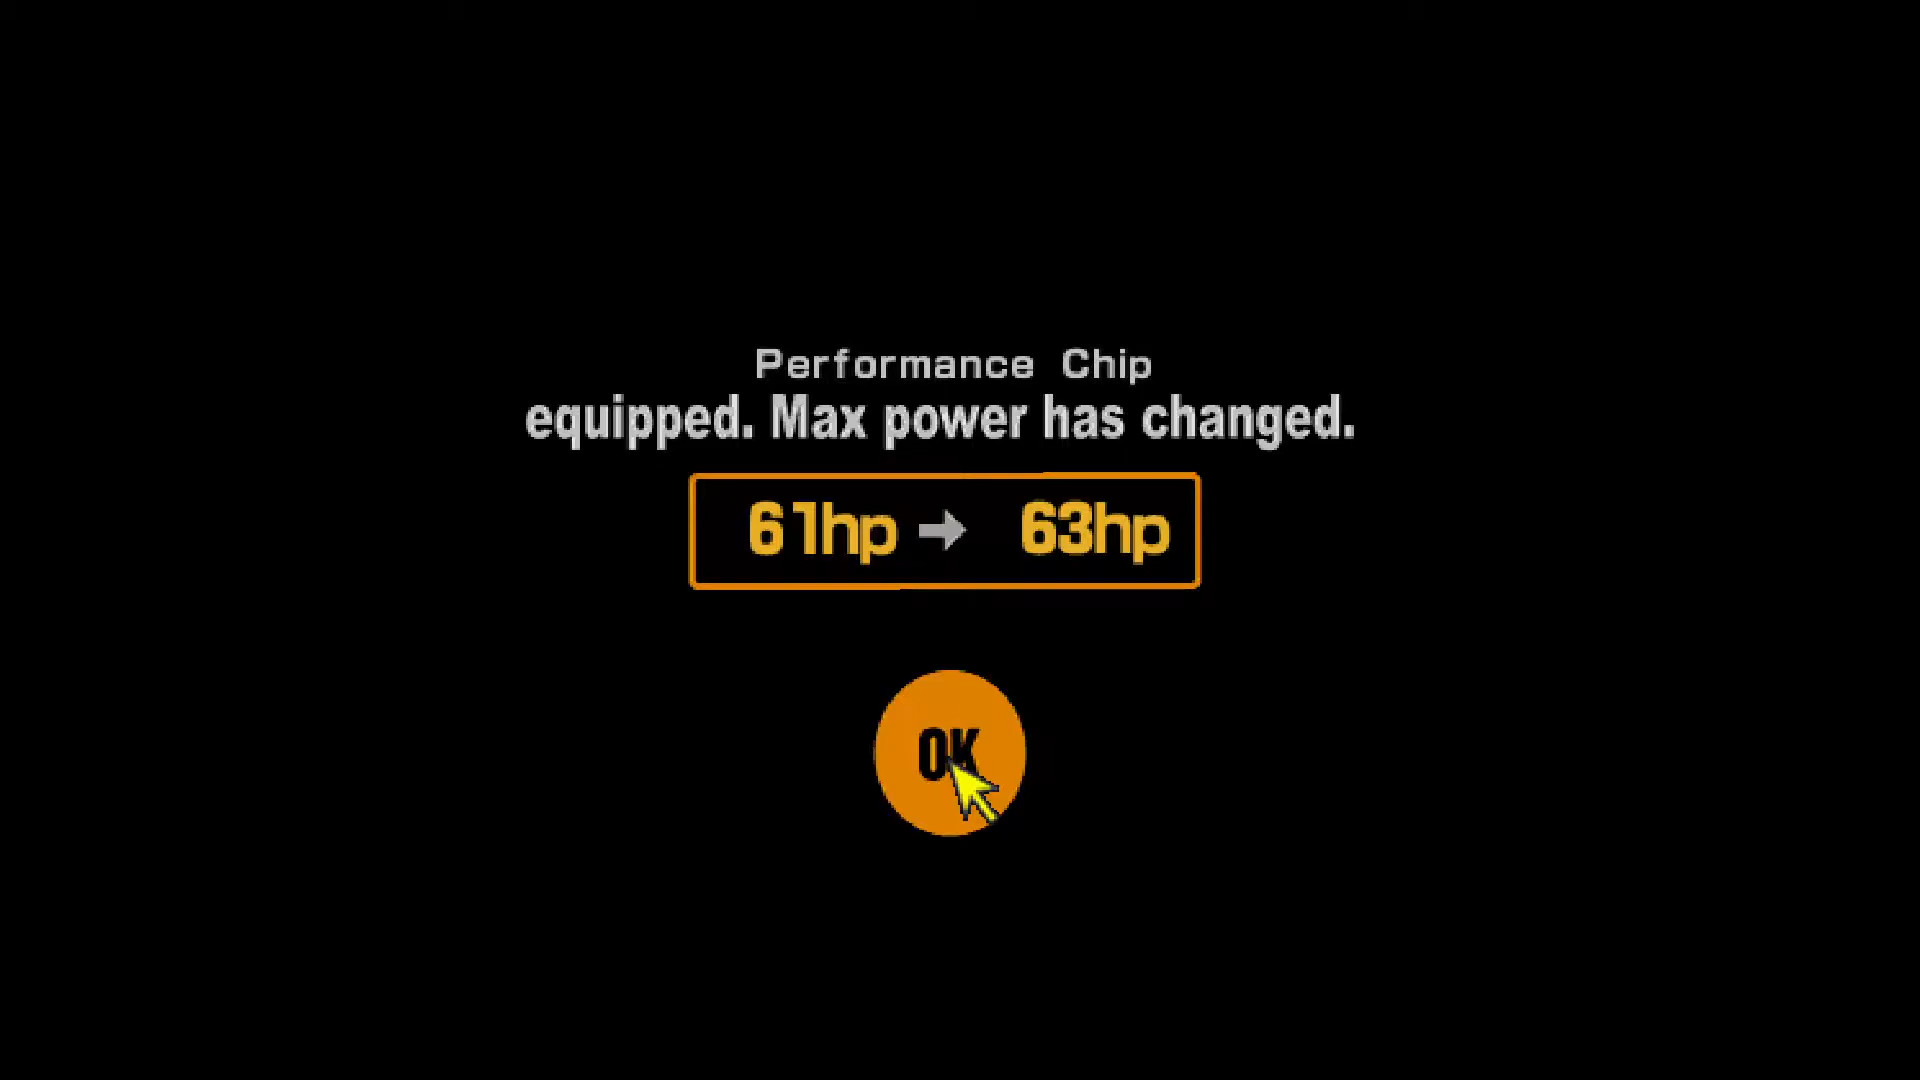 Performance Chip
equipped. Max power has changed.
61hp ➡ 63hp
OK